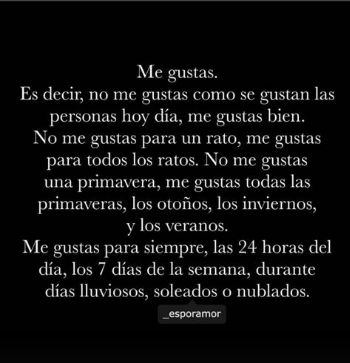 Me gustas.
Es decir, no me gustas como se gustan las
personas hoy día, me gustas bien.
No me gustas para un rato, me gustas
para todos los ratos. No me gustas
una primavera, me gustas todas las
primaveras, los otoños, los inviernos,
y los veranos.
Me gustas para siempre, las 24 horas del
día, los 7 días de la semana, durante
días lluviosos, soleados o nublados.
_esporamor